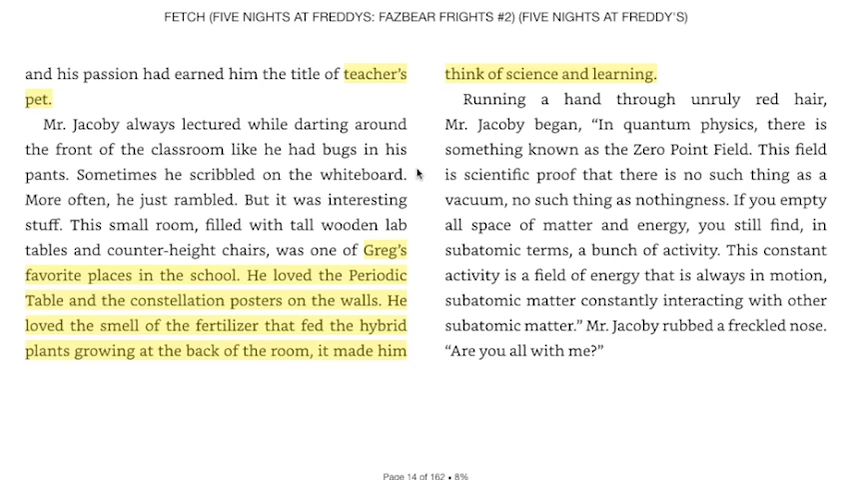 FETCH (FIVE NIGHTS AT FREDDYS: FAZBEAR FRIGHTS #2) (FIVE NIGHTS AT FREDDY'S)
and his passion had earned him the title of teacher's
pet.
Mr. Jacoby always lectured while darting around
the front of the classroom like he had bugs in his
pants. Sometimes he scribbled on the whiteboard.
More often, he just rambled. But it was interesting
stuff. This small room, filled with tall wooden lab
tables and counter-height chairs, was one of Greg's
favorite places in the school. He loved the Periodic
Table and the constellation posters on the walls. He
loved the smell of the fertilizer that fed the hybrid
plants growing at the back of the room, it made him
think of science and learning.
Running a hand through unruly red hair,
Mr. Jacoby began, “In quantum physics, there is
something known as the Zero Point Field. This field
is scientific proof that there is no such thing as a
vacuum, no such thing as nothingness. If you empty
all space of matter and energy, you still find, in
subatomic terms, a bunch of activity. This constant
activity is a field of energy that is always in motion,
subatomic matter constantly interacting with other
subatomic matter.” Mr. Jacoby rubbed a freckled nose.
“Are you all with me?”
Page 14 of 162 • 8%